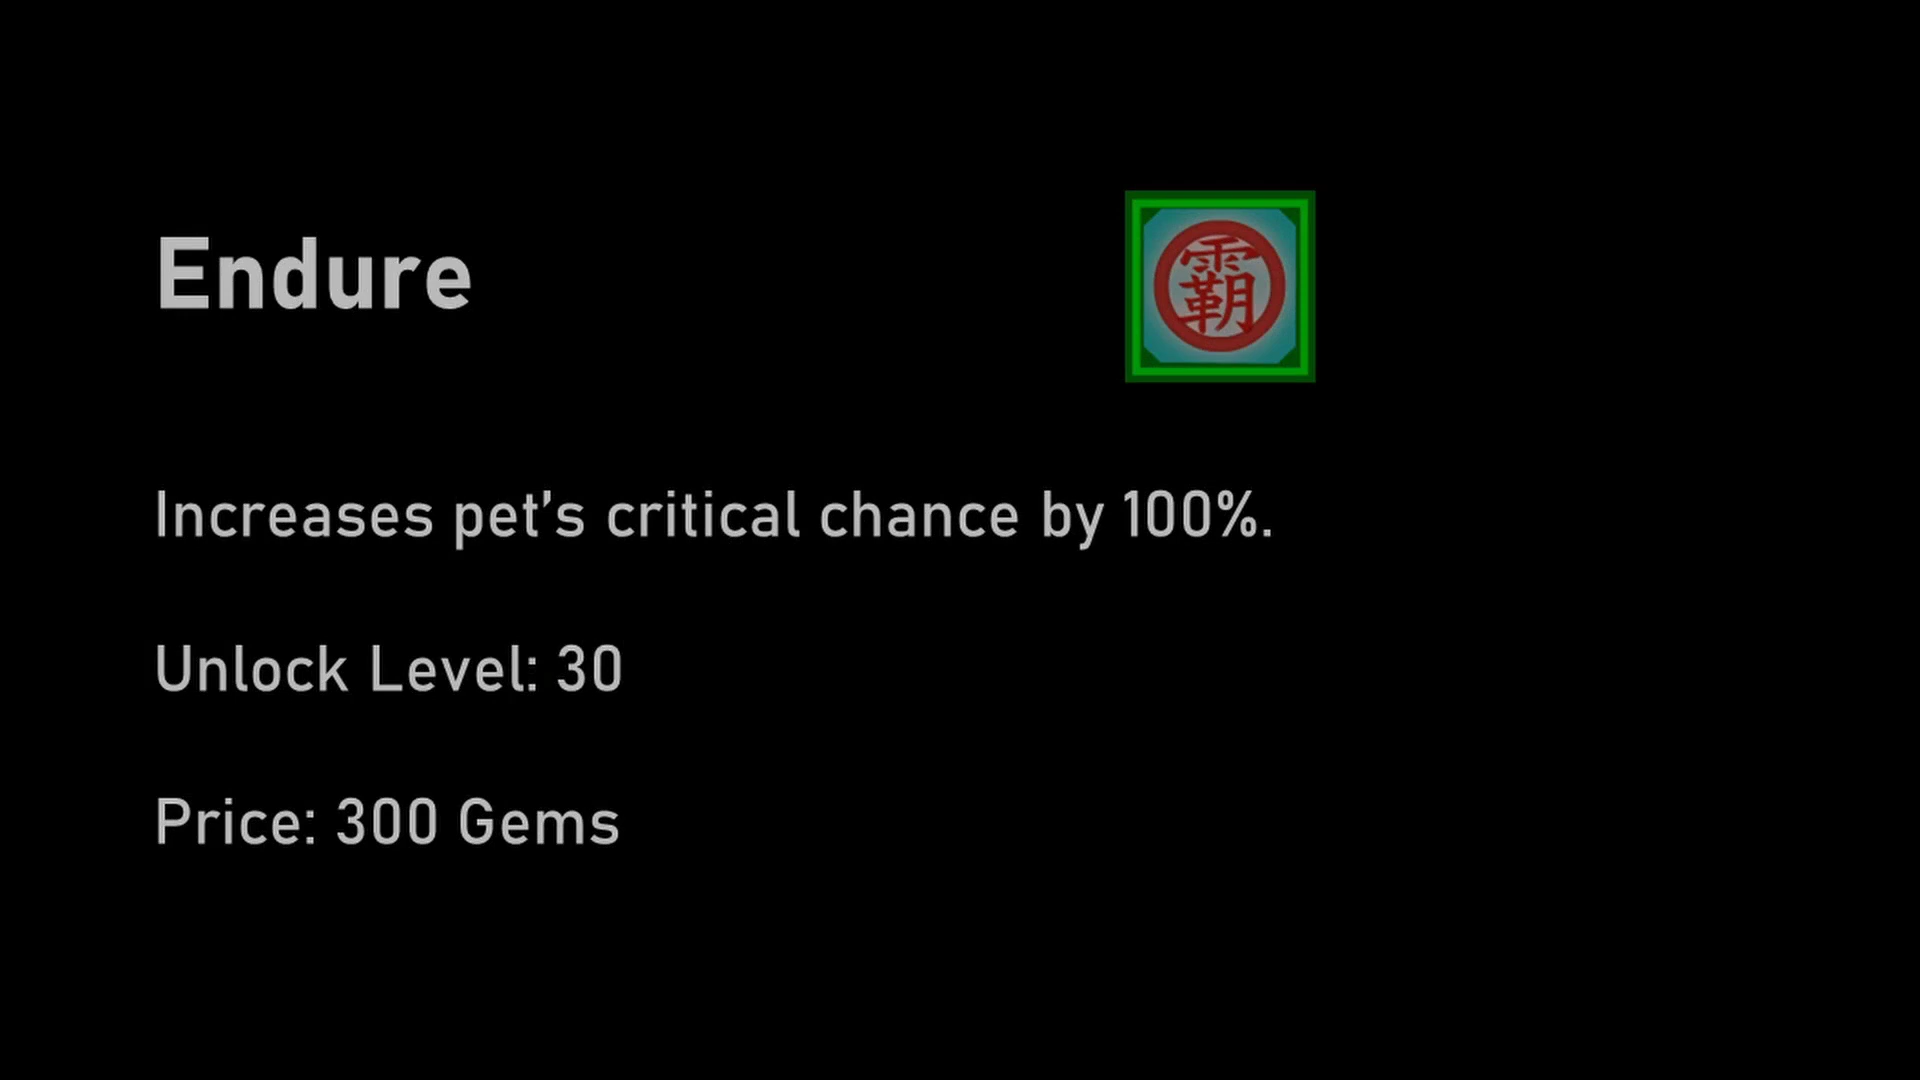 Endure
霸
Increases pet’s critical chance by 100%.
Unlock Level: 30
Price: 300 Gems